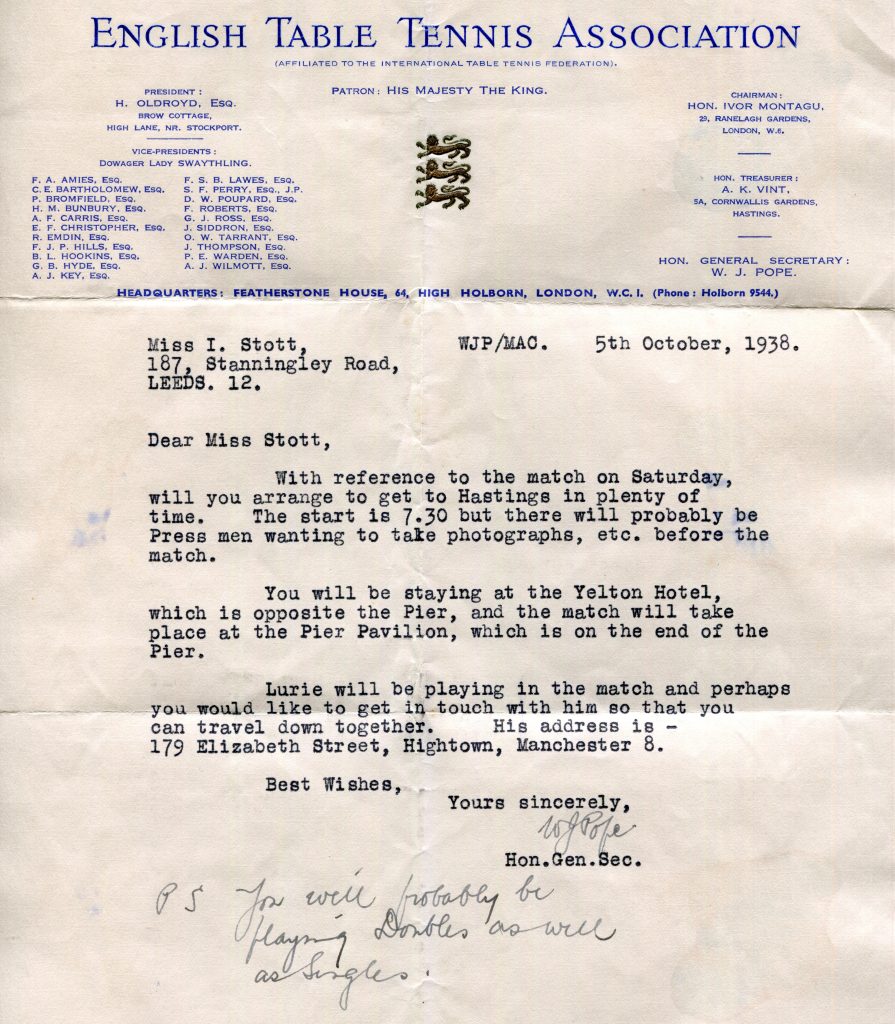 ENGLISH TABLE TENNIS ASSOCIATION
(AFFILIATED TO THE INTERNATIONAL TABLE TENNIS FEDERATION).
PATRON: HIS MAJESTY THE KING.
PRESIDENT:
H. OLDROYD, ESQ.
BROW COTTAGE,
HIGH LANE, NR. STOCKPORT.
VICE-PRESIDENTS:
DOWAGER LADY SWAYTHLING.
F. A. AMIES, ESQ.
C. E. BARTHOLOMEW, ESQ.
P. BROMFIELD, ESQ.
H. M. BUNBURY, ESQ.
A. F. CARRIS, ESQ.
E. F. CHRISTOPHER, ESQ.
R. EMDIN, ESQ.
F. J. P. HILLS, ESQ.
B. L. HOOKINS, ESQ.
G. B. HYDE, ESQ.
A. J. KEY, ESQ.
F. S. B. LAWES, ESQ.
S. F. PERRY, ESQ., J.P.
D. W. POUPARD, ESQ.
F. ROBERTS, ESQ.
G. J. ROSS, ESQ.
J. SIDDRON, ESQ.
O. W. TARRANT, ESQ.
J. THOMPSON, ESQ.
P. E. WARDEN, ESQ.
A. J. WILMOTT, ESQ.
CHAIRMAN:
HON. IVOR MONTAGU,
29, RANELAGH GARDENS,
LONDON, W.6.
HON. TREASURER:
A. K. VINT,
5A, CORNWALLIS GARDENS,
HASTINGS.
HON. GENERAL SECRETARY:
W. J. POPE.
HEADQUARTERS: FEATHERSTONE HOUSE, 64, HIGH HOLBORN, LONDON, W.C.1. (Phone: Holborn 9544.)
Miss I. Stott, WJP/MAC. 5th October, 1938.
187, Stanningley Road,
LEEDS. 12.
Dear Miss Stott,
With reference to the match on Saturday,
will you arrange to get to Hastings in plenty of
time. The start is 7.30 but there will probably be
Press men wanting to take photographs, etc. before the
match.
You will be staying at the Yelton Hotel,
which is opposite the Pier, and the match will take
place at the Pier Pavilion, which is on the end of the
Pier.
Lurie will be playing in the match and perhaps
you would like to get in touch with him so that you
can travel down together. His address is -
179 Elizabeth Street, Hightown, Manchester 8.
Best Wishes,
Yours sincerely,
WJ Pope
Hon.Gen.Sec.
P S You will probably be
playing Doubles as well
as Singles.